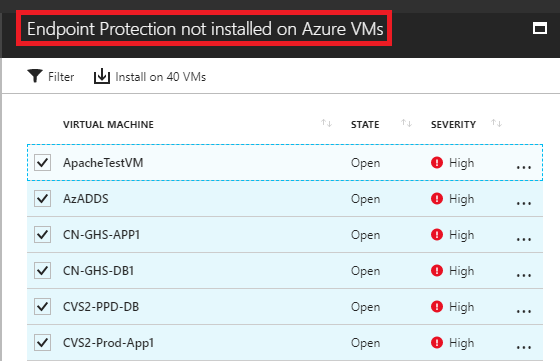 Endpoint Protection not installed on Azure VMs
Filter Install on 40 VMs
VIRTUAL MACHINE STATE SEVERITY
ApacheTestVM Open High ...
AzADDS Open High ...
CN-GHS-APP1 Open High ...
CN-GHS-DB1 Open High ...
CVS2-PPD-DB Open High ...
CVS2-Prod-App1 Open High ...